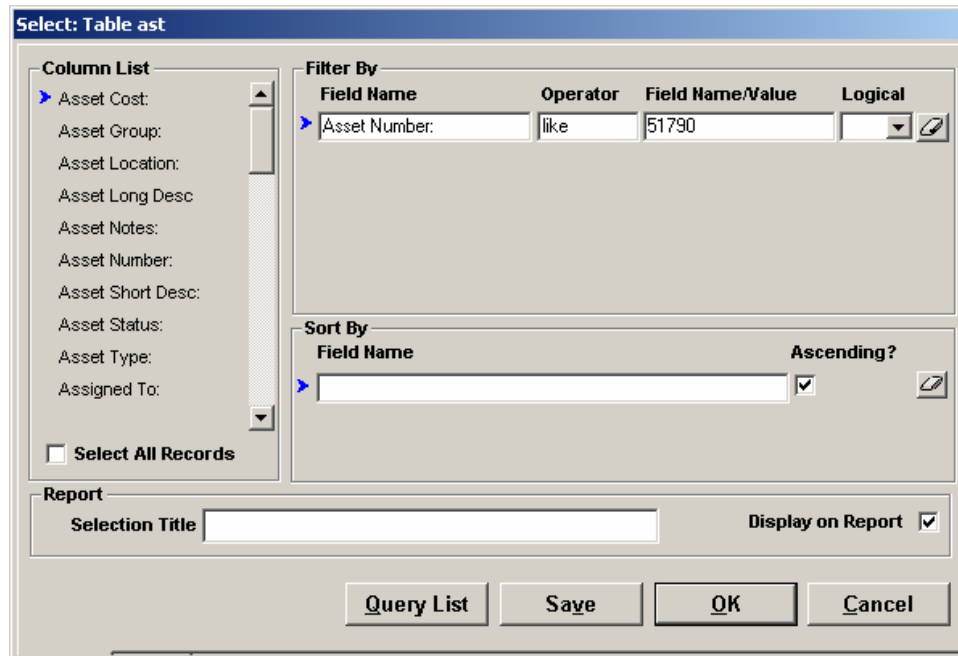 Select: Table ast
Column List
Asset Cost:
Asset Group:
Asset Location:
Asset Long Desc
Asset Notes:
Asset Number:
Asset Short Desc:
Asset Status:
Asset Type:
Assigned To:
Select All Records
Filter By
Field Name Operator Field Name/Value Logical
Asset Number: like 51790
Sort By
Field Name Ascending?
Report
Selection Title Display on Report
Query List Save OK Cancel